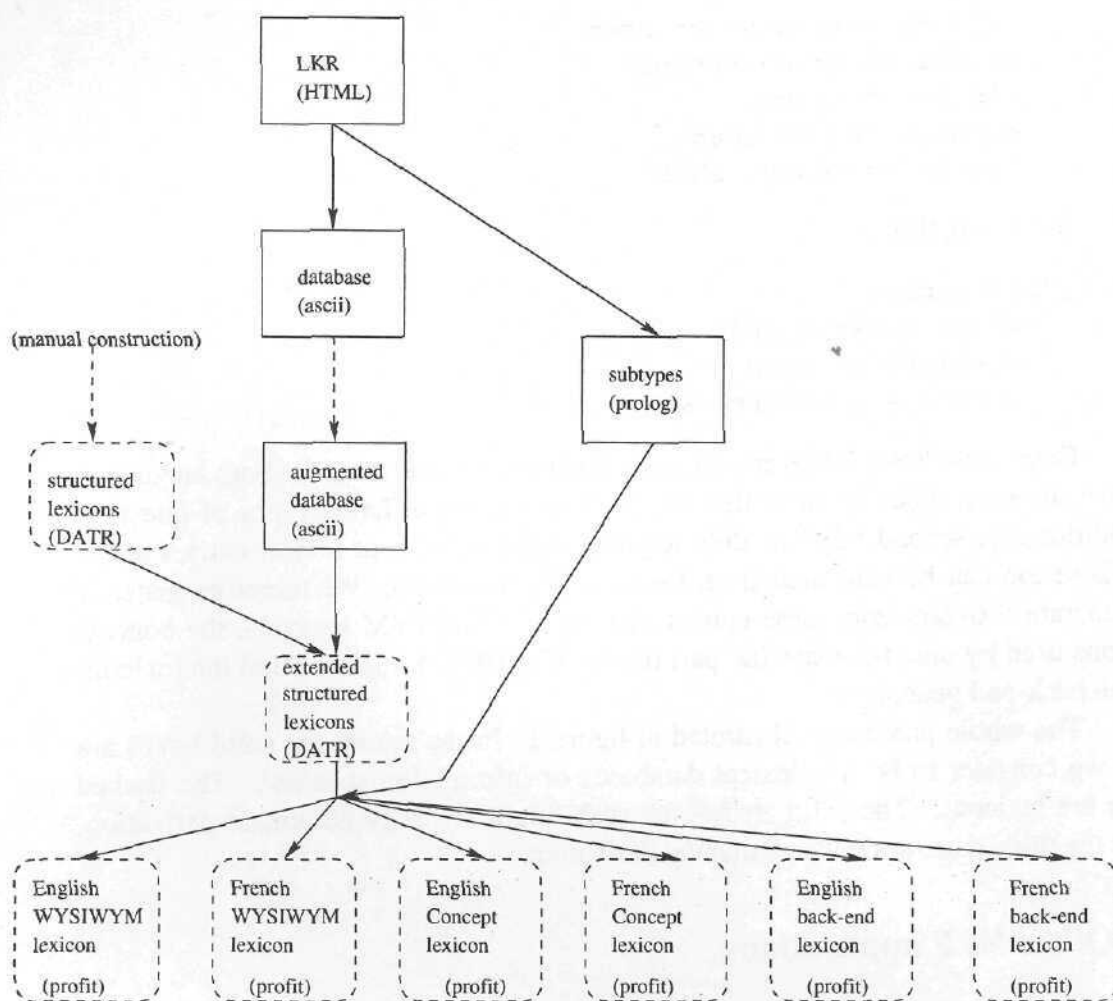 LKR
(HTML)
database
(ascii)
(manual construction)
subtypes
(prolog)
structured
lexicons
(DATR)
augmented
database
(ascii)
extended
structured
lexicons
(DATR)
English
WYSIWYM
lexicon
(profit)
French
WYSIWYM
lexicon
(profit)
English
Concept
lexicon
(profit)
French
Concept
lexicon
(profit)
English
back-end
lexicon
(profit)
French
back-end
lexicon
(profit)